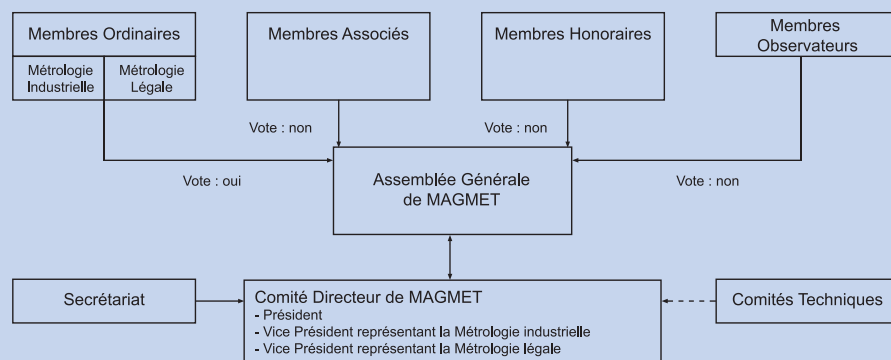 Membres Ordinaires
Métrologie
Industrielle
Métrologie
Légale
Membres Associés
Membres Honoraires
Membres
Observateurs
Vote : non
Vote : non
Vote : oui
Vote : non
Assemblée Générale
de MAGMET
Secrétariat
Comité Directeur de MAGMET
- Président
- Vice Président représentant la Métrologie industrielle
- Vice Président représentant la Métrologie légale
Comités Techniques